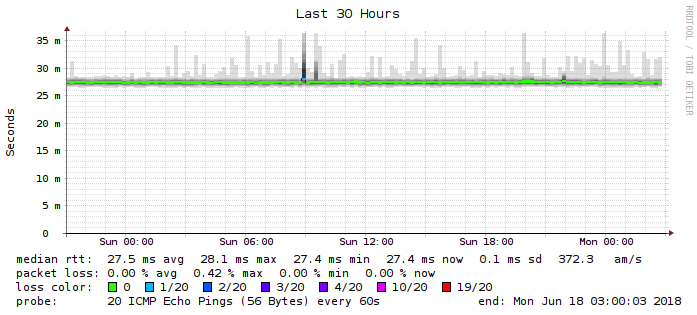 Last 30 Hours
RRDTOOL / TOBI OETIKER
Seconds
35 m
30 m
25 m
20 m
15 m
10 m
5 m
0
Sun 00:00 Sun 06:00 Sun 12:00 Sun 18:00 Mon 00:00
median rtt: 27.5 ms avg 28.1 ms max 27.4 ms min 27.4 ms now 0.1 ms sd 372.3 am/s
packet loss: 0.00 % avg 0.42 % max 0.00 % min 0.00 % now
loss color: 0 1/20 2/20 3/20 4/20 10/20 19/20
probe: 20 ICMP Echo Pings (56 Bytes) every 60s end: Mon Jun 18 03:00:03 2018